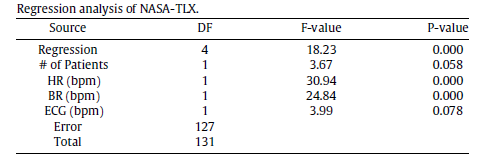 Regression analysis of NASA-TLX.
Source DF F-value P-value
Regression 4 18.23 0.000
# of Patients 1 3.67 0.058
HR (bpm) 1 30.94 0.000
BR (bpm) 1 24.84 0.000
ECG (bpm) 1 3.99 0.078
Error 127
Total 131